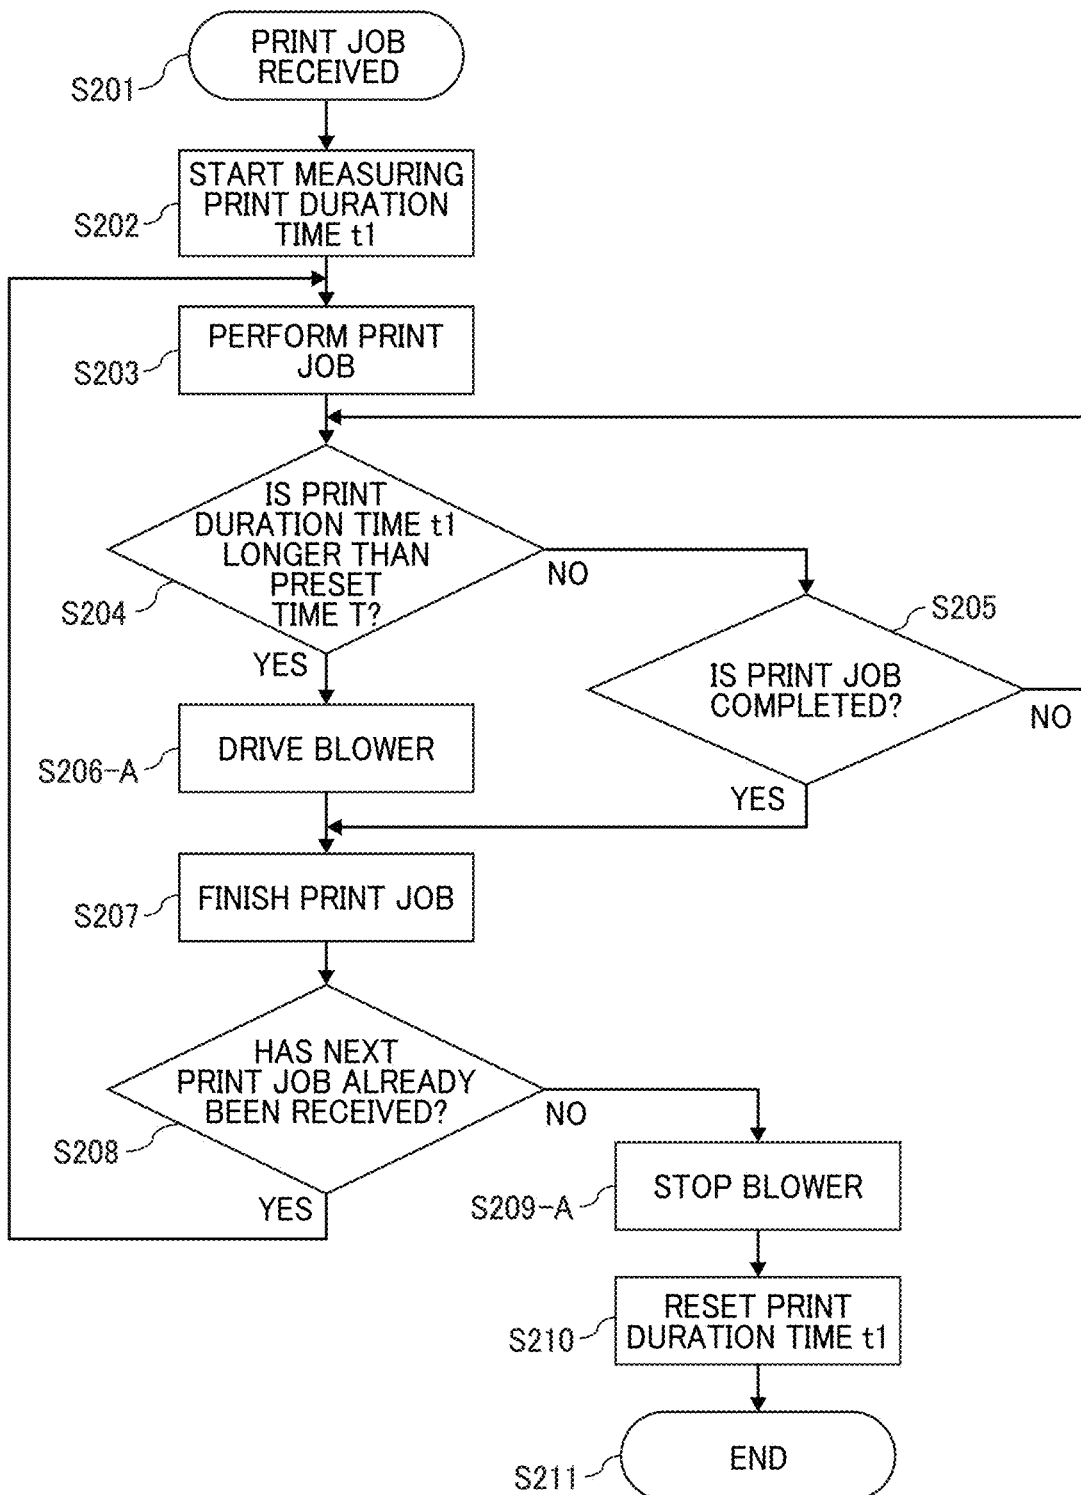 PRINT JOB
RECEIVED
S201
START MEASURING
PRINT DURATION
TIME t1
S202
PERFORM PRINT
JOB
S203
IS PRINT
DURATION TIME t1
LONGER THAN
PRESET
TIME T?
S204
NO
YES
S205
IS PRINT JOB
COMPLETED?
NO
YES
DRIVE BLOWER
S206-A
FINISH PRINT JOB
S207
HAS NEXT
PRINT JOB ALREADY
BEEN RECEIVED?
S208
NO
YES
STOP BLOWER
S209-A
RESET PRINT
DURATION TIME t1
S210
END
S211